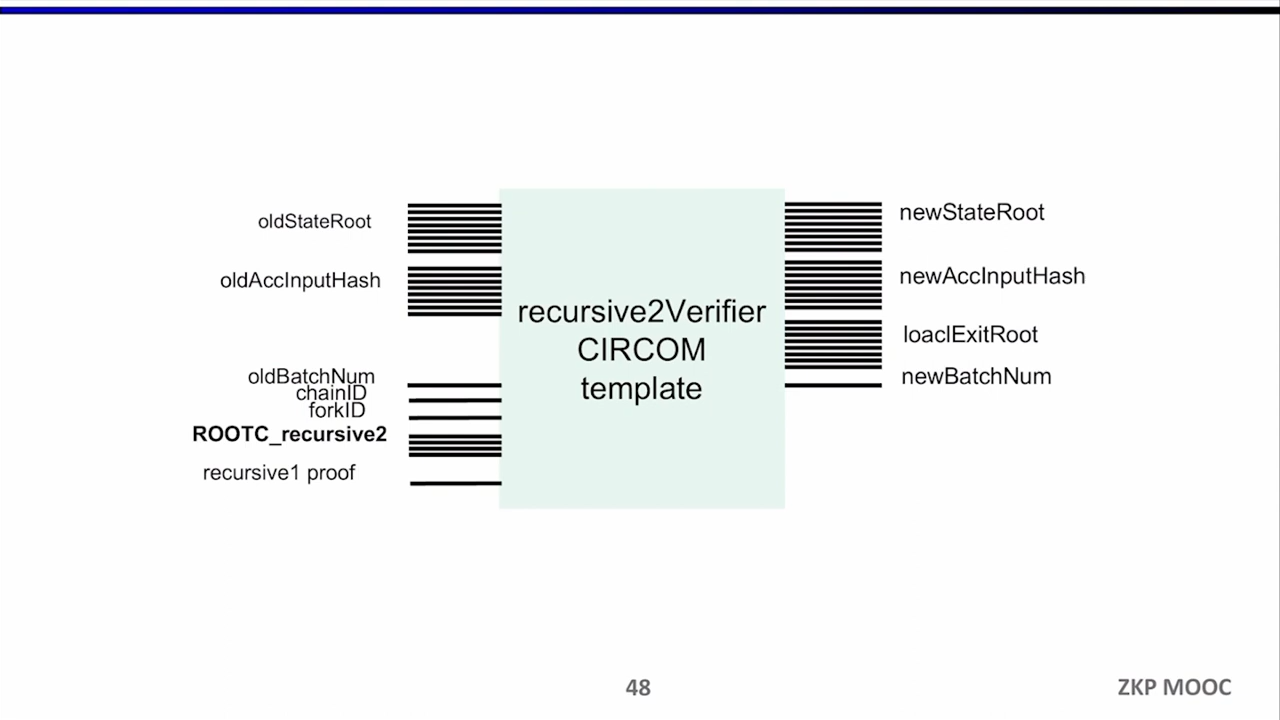 oldStateRoot
oldAccInputHash
oldBatchNum
chainID
forkID
ROOTC_recursive2
recursive1 proof
recursive2Verifier
CIRCOM
template
newStateRoot
newAccInputHash
loaclExitRoot
newBatchNum
48
ZKP MOOC